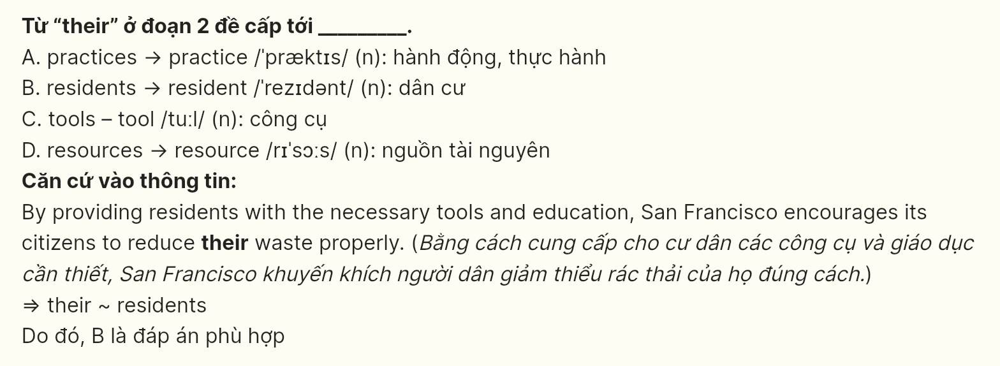 Từ “their” ở đoạn 2 đề cấp tới _________.
A. practices → practice /ˈpræktɪs/ (n): hành động, thực hành
B. residents → resident /ˈrezɪdənt/ (n): dân cư
C. tools – tool /tuːl/ (n): công cụ
D. resources → resource /rɪˈsɔːs/ (n): nguồn tài nguyên
Căn cứ vào thông tin:
By providing residents with the necessary tools and education, San Francisco encourages its
citizens to reduce their waste properly. (Bằng cách cung cấp cho cư dân các công cụ và giáo dục
cần thiết, San Francisco khuyến khích người dân giảm thiểu rác thải của họ đúng cách.)
⇒ their ~ residents
Do đó, B là đáp án phù hợp